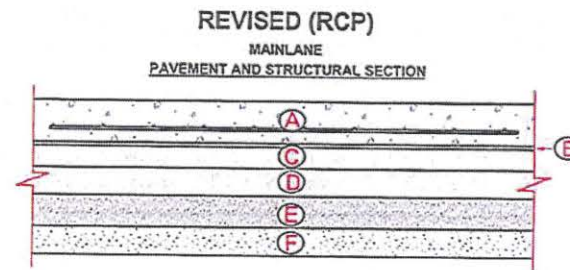 REVISED (RCP)
MAINLANE
PAVEMENT AND STRUCTURAL SECTION
A
B
C
D
E
F